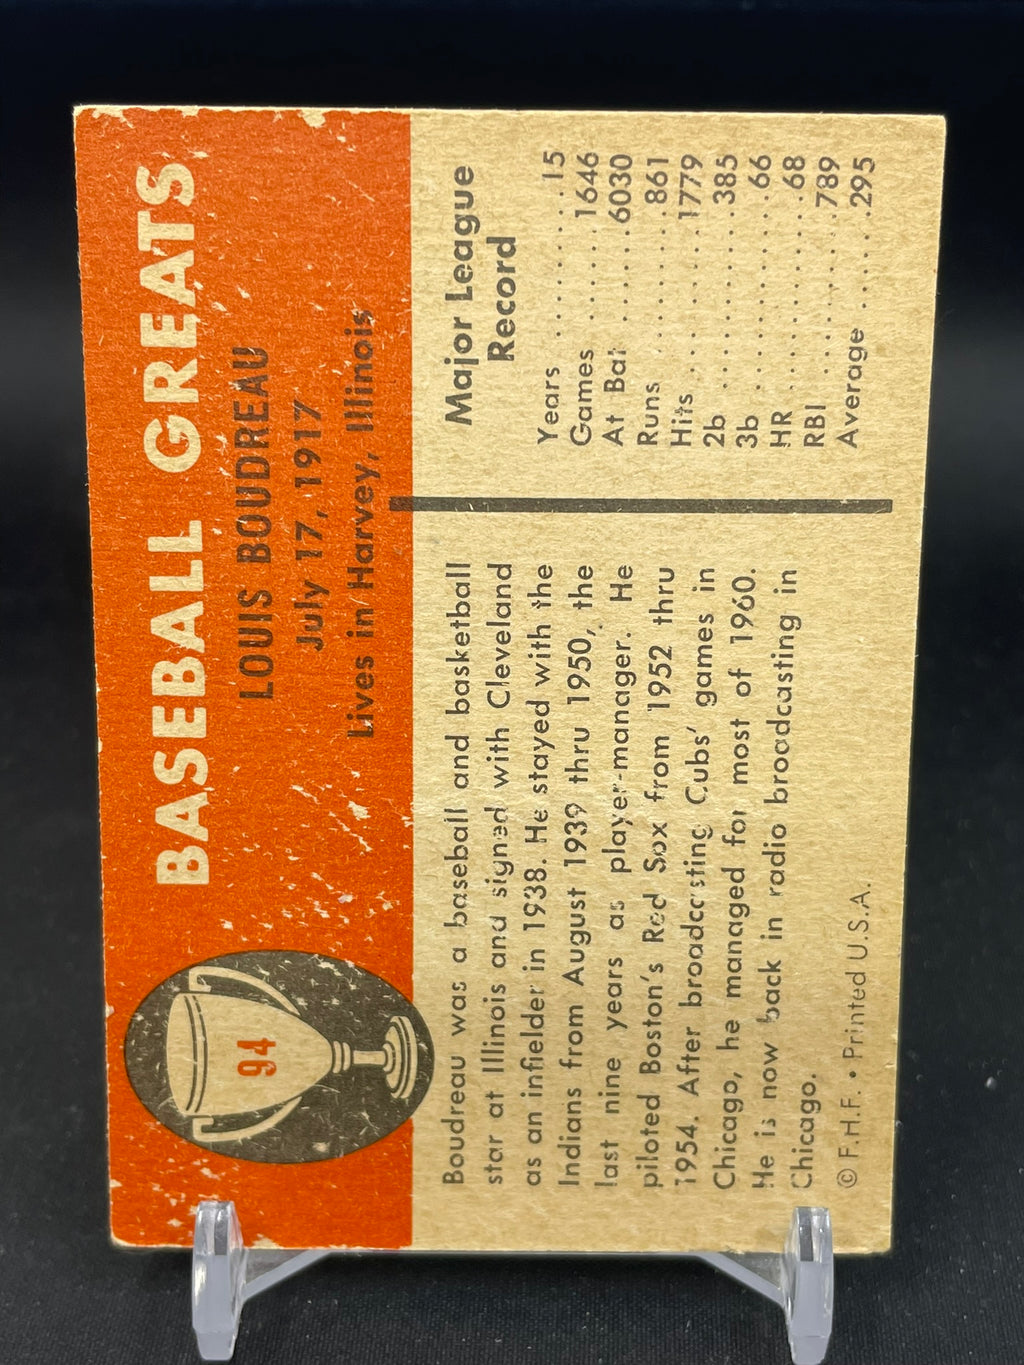 94
BASEBALL GREATS
LOUIS BOUDREAU
July 17, 1917
Lives in Harvey, Illinois
Boudreau was a baseball and basketball
star at Illinois and signed with Cleveland
as an infielder in 1938. He stayed with the
Indians from August 1939 thru 1950, the
last nine years as player-manager. He
piloted Boston's Red Sox from 1952 thru
1954. After broadcasting Cubs' games in
Chicago, he managed for most of 1960.
He is now back in radio broadcasting in
Chicago.
© F.H.F. • Printed U.S.A.
Major League
Record
Years . . . . . . . . . 15
Games . . . . . . 1646
At Bat . . . . . . 6030
Runs . . . . . . . . 861
Hits . . . . . . . . 1779
2b . . . . . . . . . . 385
3b . . . . . . . . . . . 66
HR . . . . . . . . . . 68
RBI . . . . . . . . . 789
Average . . . . . .295